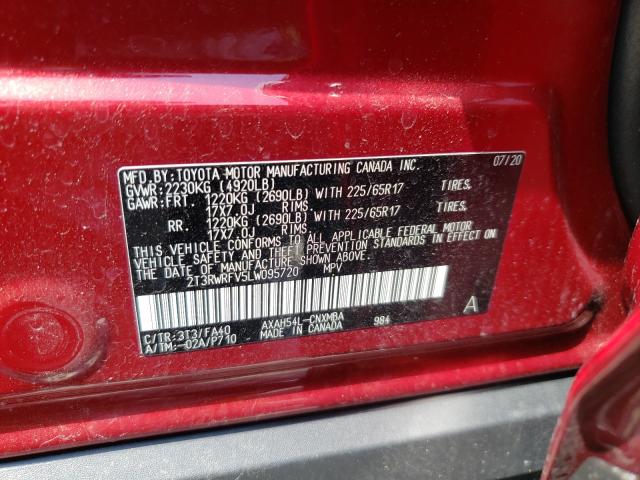 MFD.BY:TOYOTA MOTOR MANUFACTURING CANADA INC. 07/20
GVWR:2230KG (4920LB)
GAWR:FRT. 1220KG (2690LB) WITH 225/65R17 TIRES.
17X7.0J RIMS
RR. 1220KG (2690LB) WITH 225/65R17 TIRES.
17X7.0J RIMS
THIS VEHICLE CONFORMS TO ALL APPLICABLE FEDERAL MOTOR
VEHICLE SAFETY AND THEFT PREVENTION STANDARDS IN EFFECT ON THE
DATE OF MANUFACTURE SHOWN ABOVE.
2T3RWRFV5LW095720 MPV
A
C/TR:3T3/FA40 AXAH54L-CNXMBA 984
A/TM:-02A/P710 MADE IN CANADA